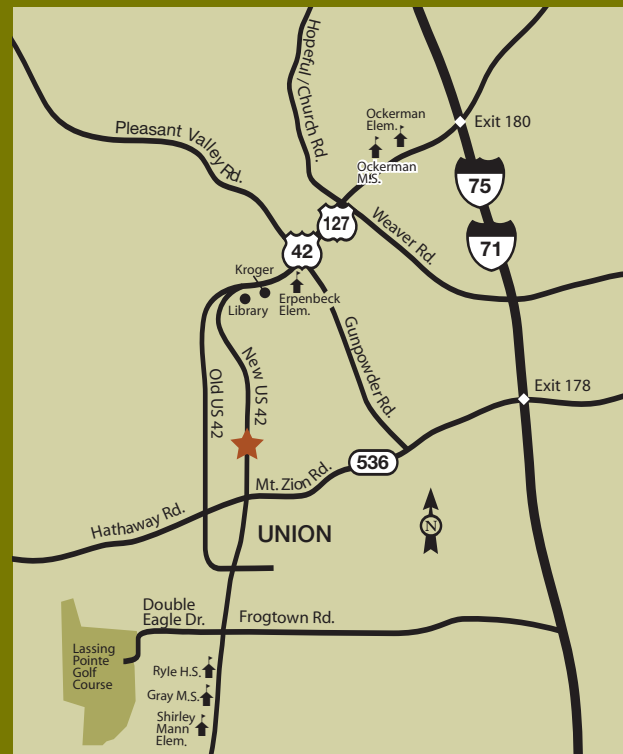 Hopeful / Church Rd.
Ockerman
Elem.
Exit 180
Pleasant Valley Rd.
Ockerman
M.S.
75
127
Weaver Rd.
71
42
Kroger
Library
Erpenbeck
Elem.
Gunpowder Rd.
New US 42
Old US 42
Exit 178
536
Mt. Zion Rd.
Hathaway Rd.
N
UNION
Double
Eagle Dr.
Frogtown Rd.
Lassing
Pointe
Golf
Course
Ryle H.S.
Gray M.S.
Shirley
Mann
Elem.